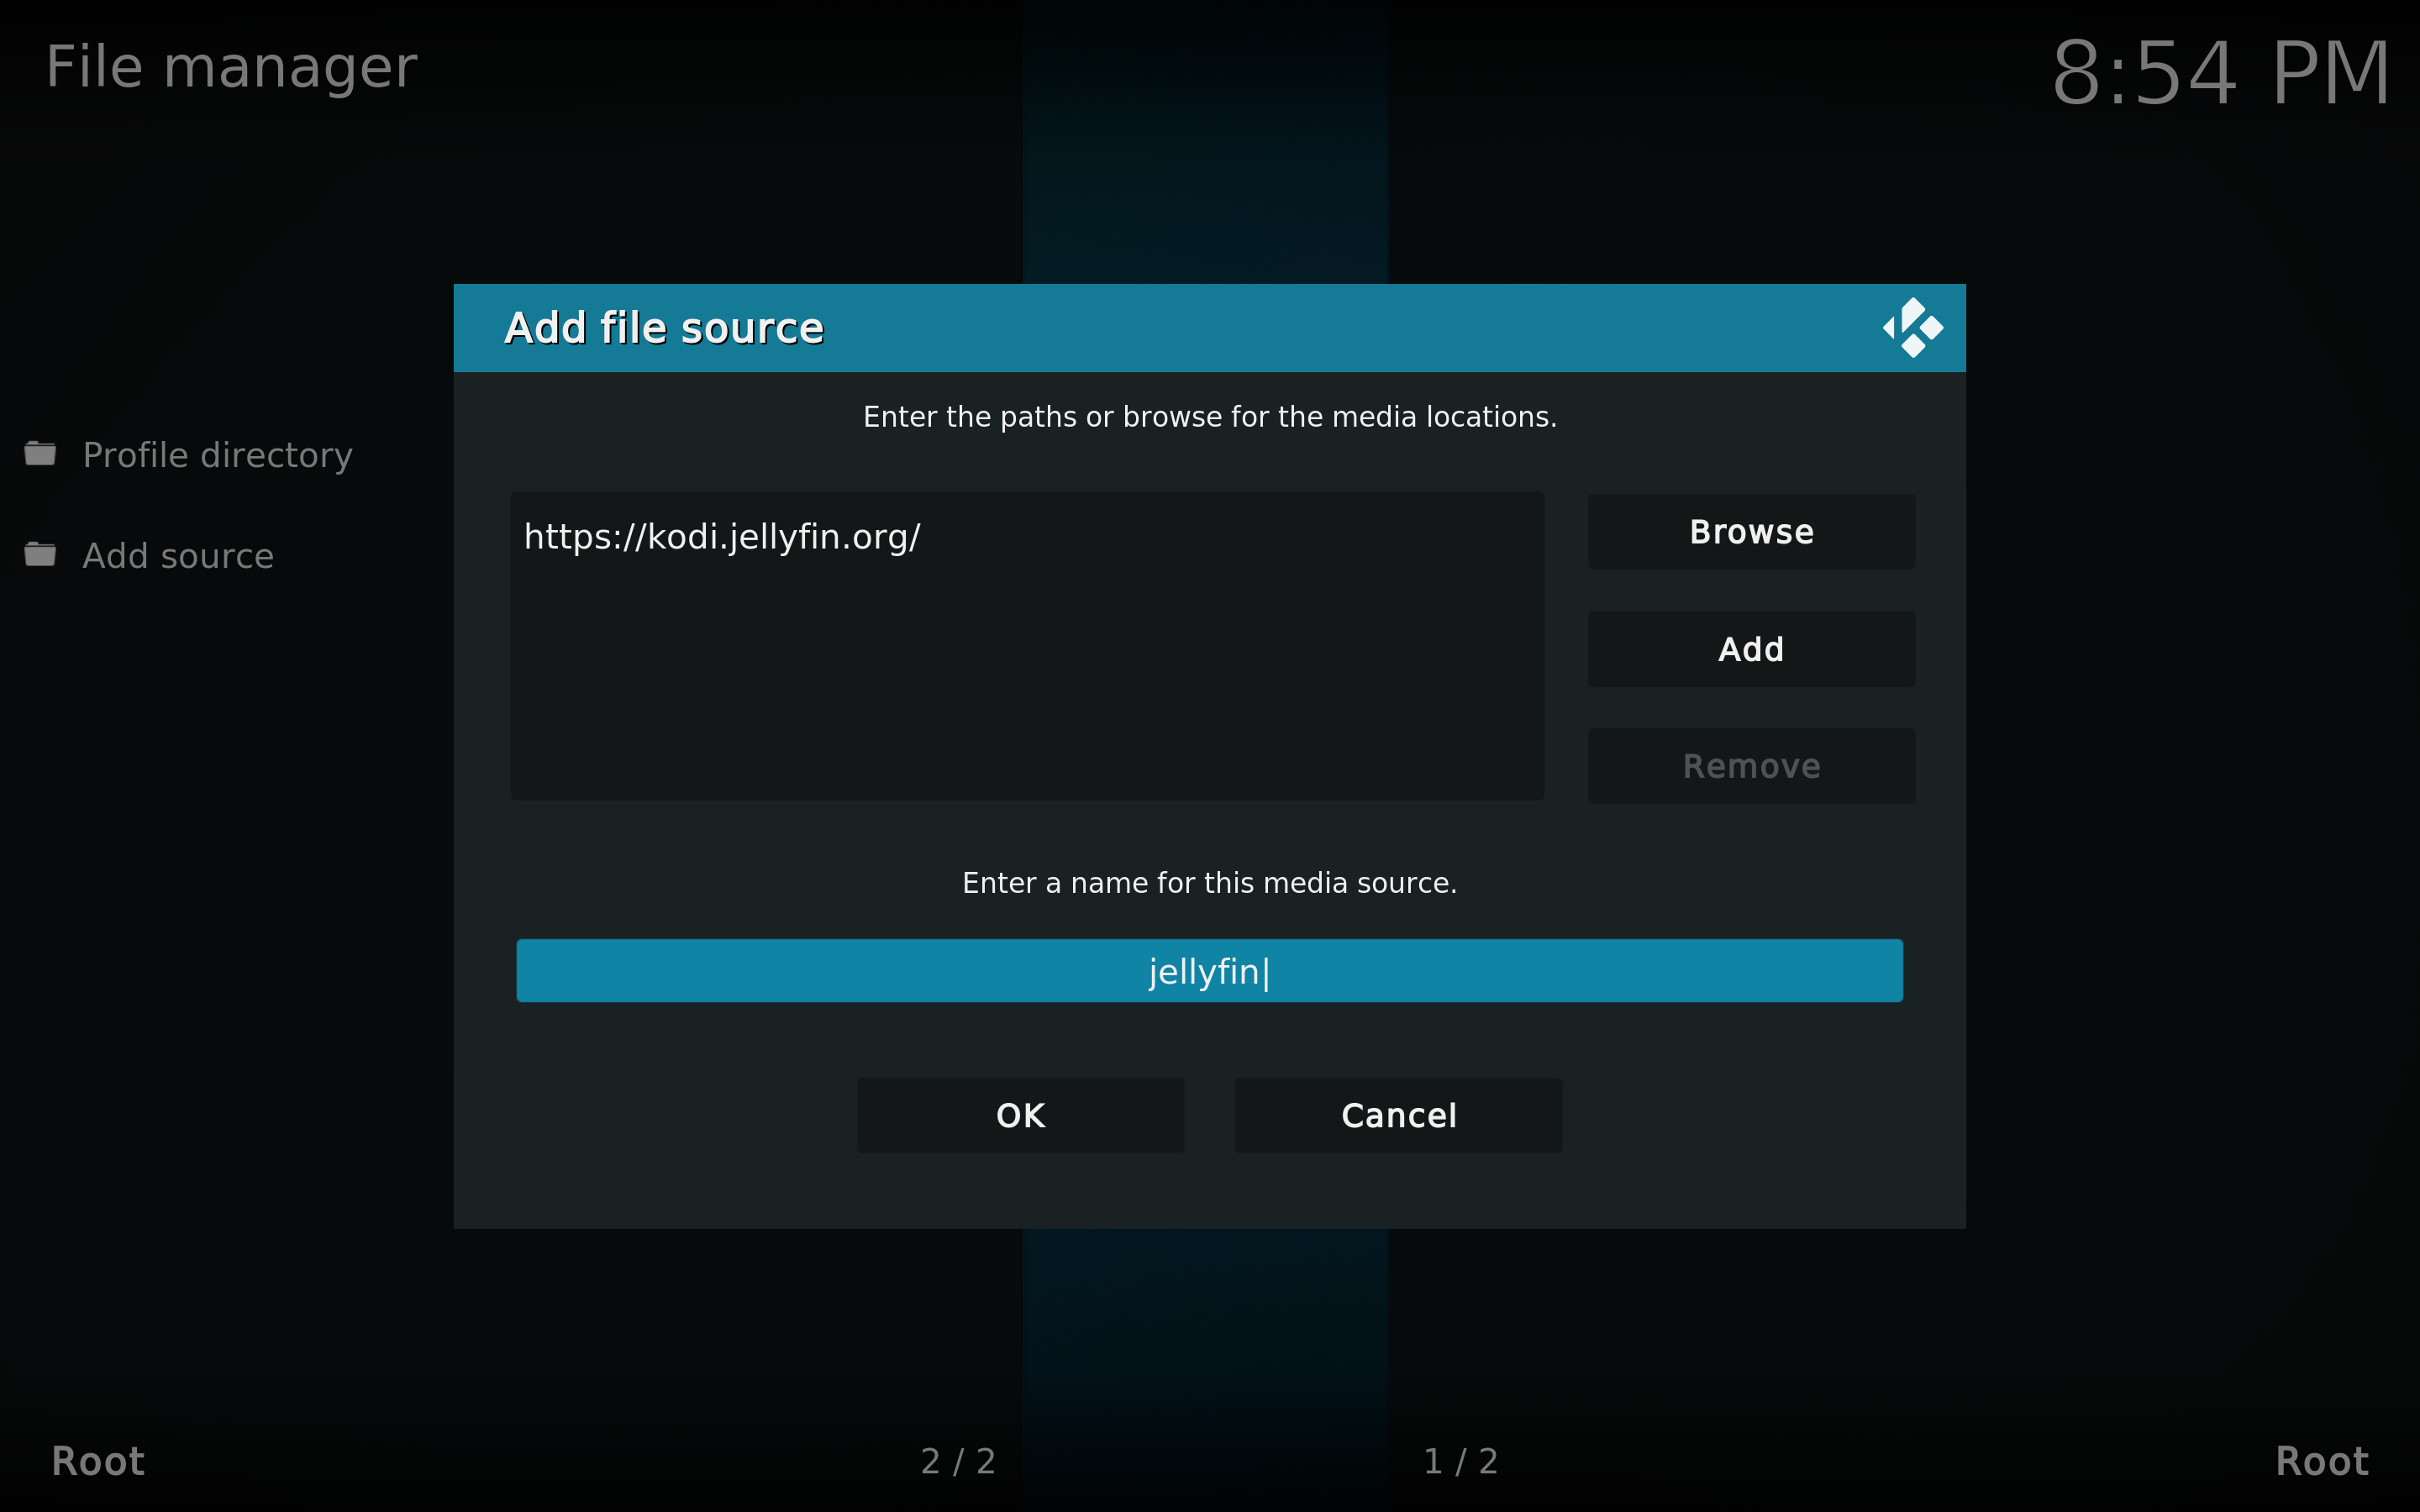 File manager
8:54 PM
Add file source
Enter the paths or browse for the media locations.
Profile directory
Add source
https://kodi.jellyfin.org/
Browse
Add
Remove
Enter a name for this media source.
jellyfin|
OK
Cancel
Root
2 / 2
1 / 2
Root